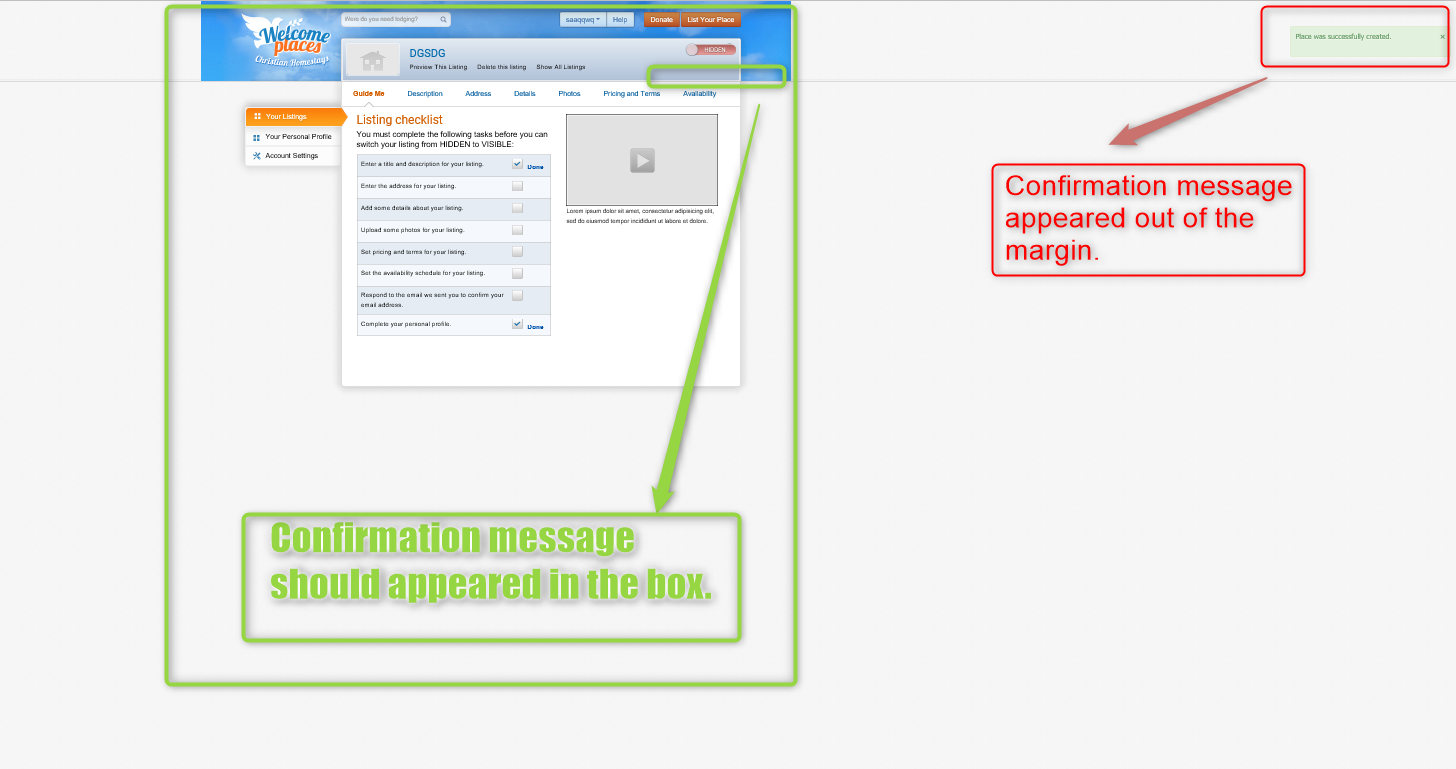 Welcome
places
Christian Homestays
Were do you need lodging?
saaqqwq
Help
Donate
List Your Place
DGSDG
HIDDEN
Preview This Listing
Delete this listing
Show All Listings
Place was successfully created.
×
Guide Me
Description
Address
Details
Photos
Pricing and Terms
Availability
Your Listings
Your Personal Profile
Account Settings
Listing checklist
You must complete the following tasks before you can
switch your listing from HIDDEN to VISIBLE:
Enter a title and description for your listing.
Done
Enter the address for your listing.
Add some details about your listing.
Upload some photos for your listing.
Set pricing and terms for your listing.
Set the availability schedule for your listing.
Respond to the email we sent you to confirm your
email address.
Complete your personal profile.
Done
Lorem ipsum dolor sit amet, consectetur adipisicing elit,
sed do eiusmod tempor incididunt ut labore et dolore.
Confirmation message
appeared out of the
margin.
Confirmation message
should appeared in the box.